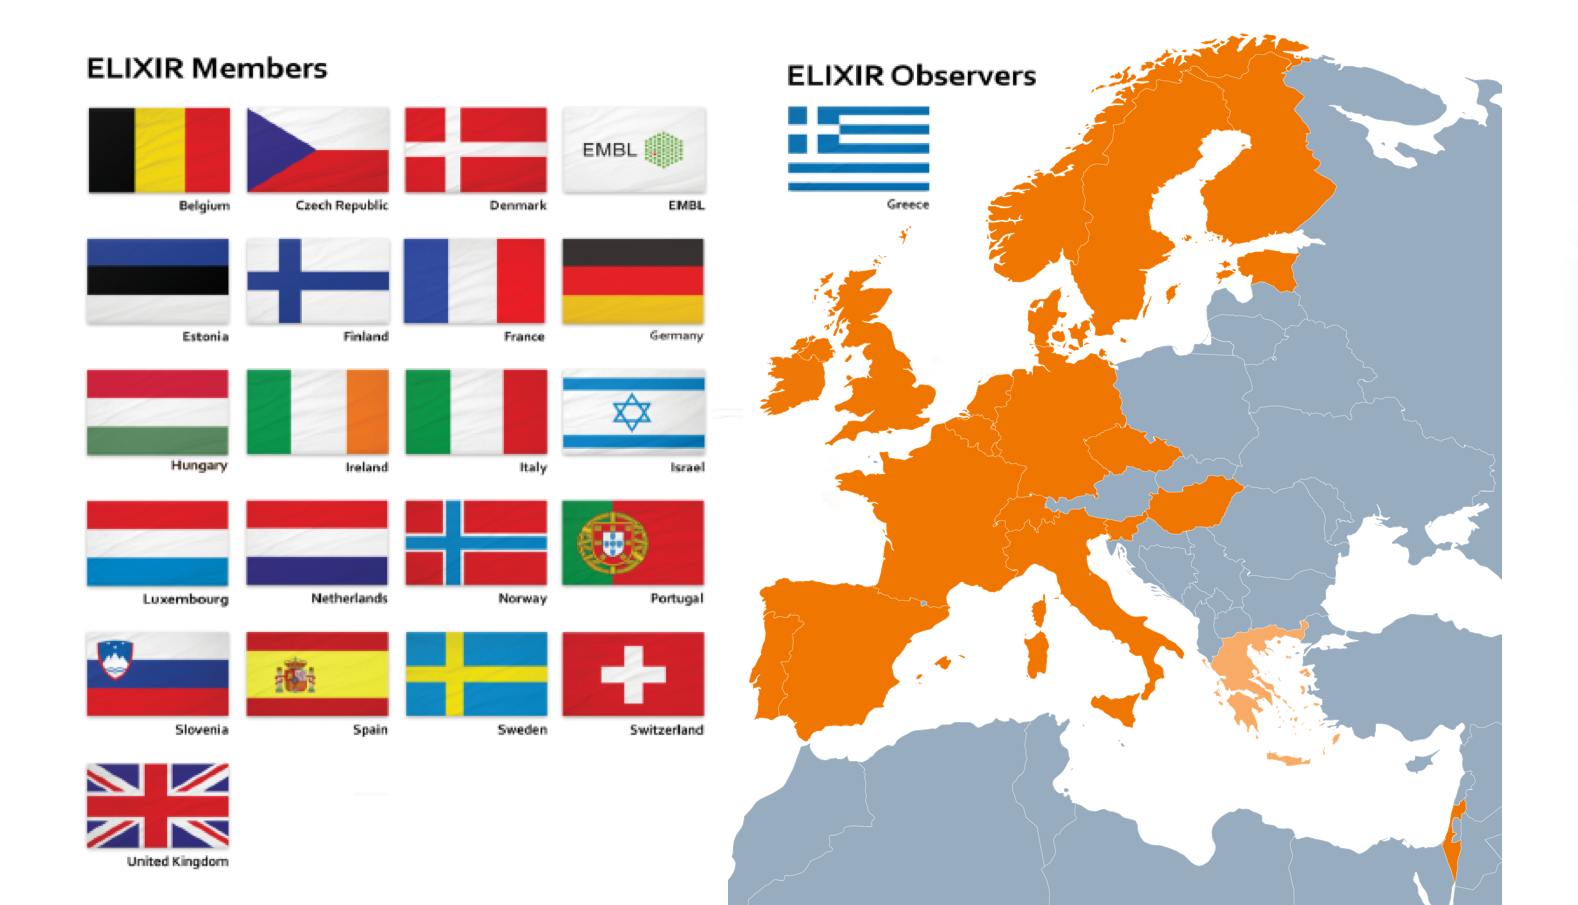 ELIXIR Members
Belgium
Czech Republic
Denmark
EMBL
EMBL
Estonia
Finland
France
Germany
Hungary
Ireland
Italy
Israel
Luxembourg
Netherlands
Norway
Portugal
Slovenia
Spain
Sweden
Switzerland
United Kingdom
ELIXIR Observers
Greece